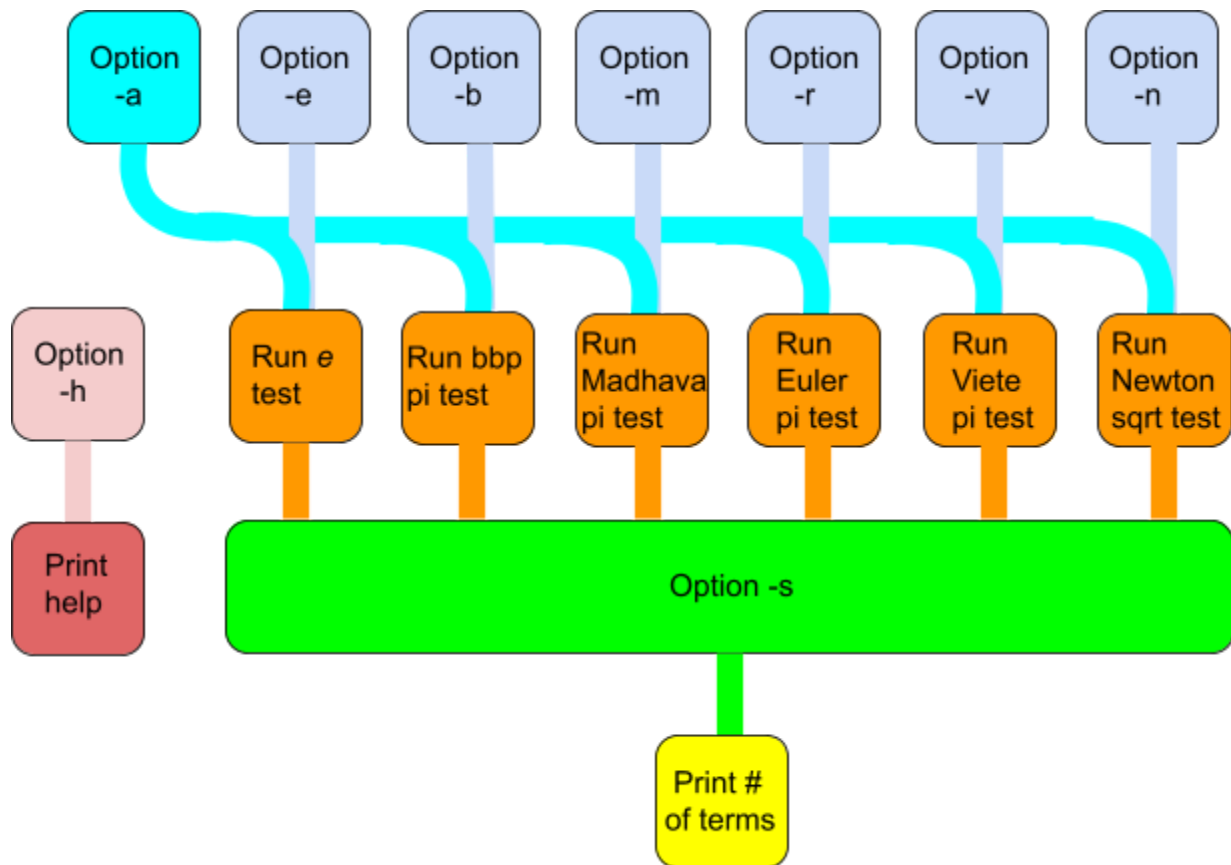 Option
-a
Option
-e
Option
-b
Option
-m
Option
-r
Option
-v
Option
-n
Option
-h
Run e
test
Run bbp
pi test
Run
Madhava
pi test
Run
Euler
pi test
Run
Viete
pi test
Run
Newton
sqrt test
Print
help
Option -s
Print #
of terms